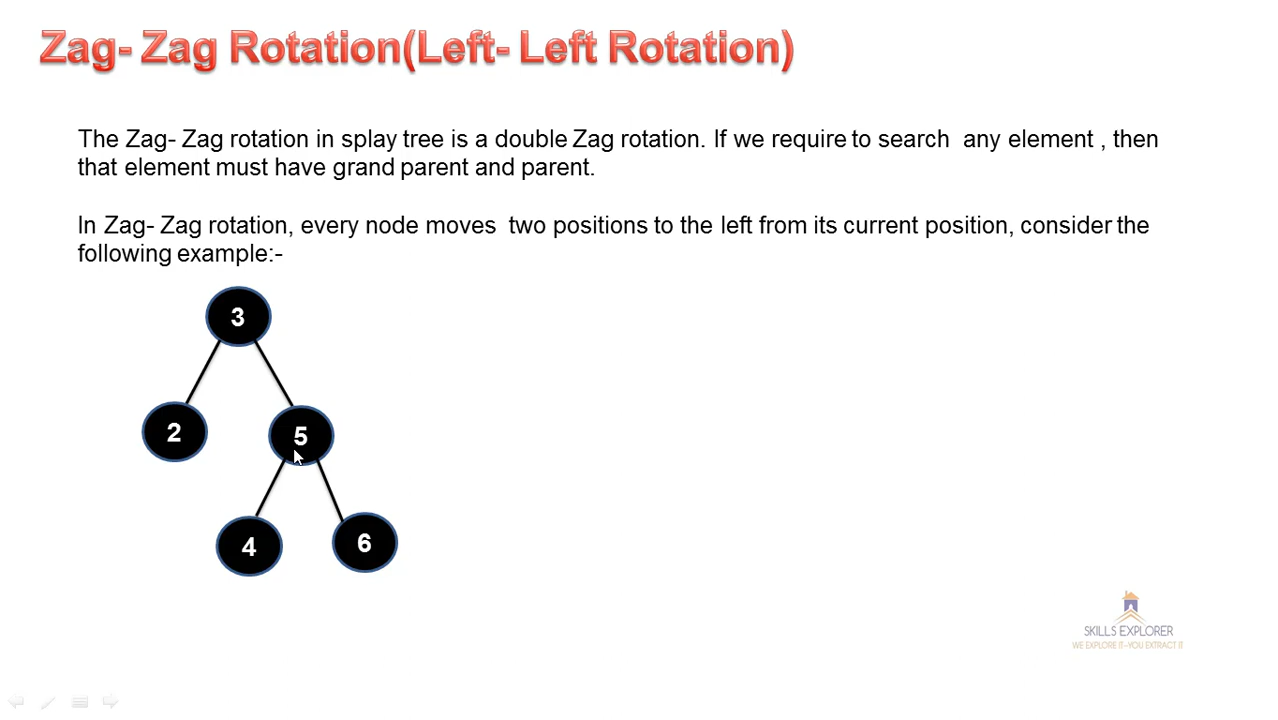 Zag- Zag Rotation(Left- Left Rotation)
The Zag- Zag rotation in splay tree is a double Zag rotation. If we require to search any element , then
that element must have grand parent and parent.
In Zag- Zag rotation, every node moves two positions to the left from its current position, consider the
following example:-
3
2
5
4
6
SKILLS EXPLORER
WE EXPLORE IT-YOU EXTRACT IT